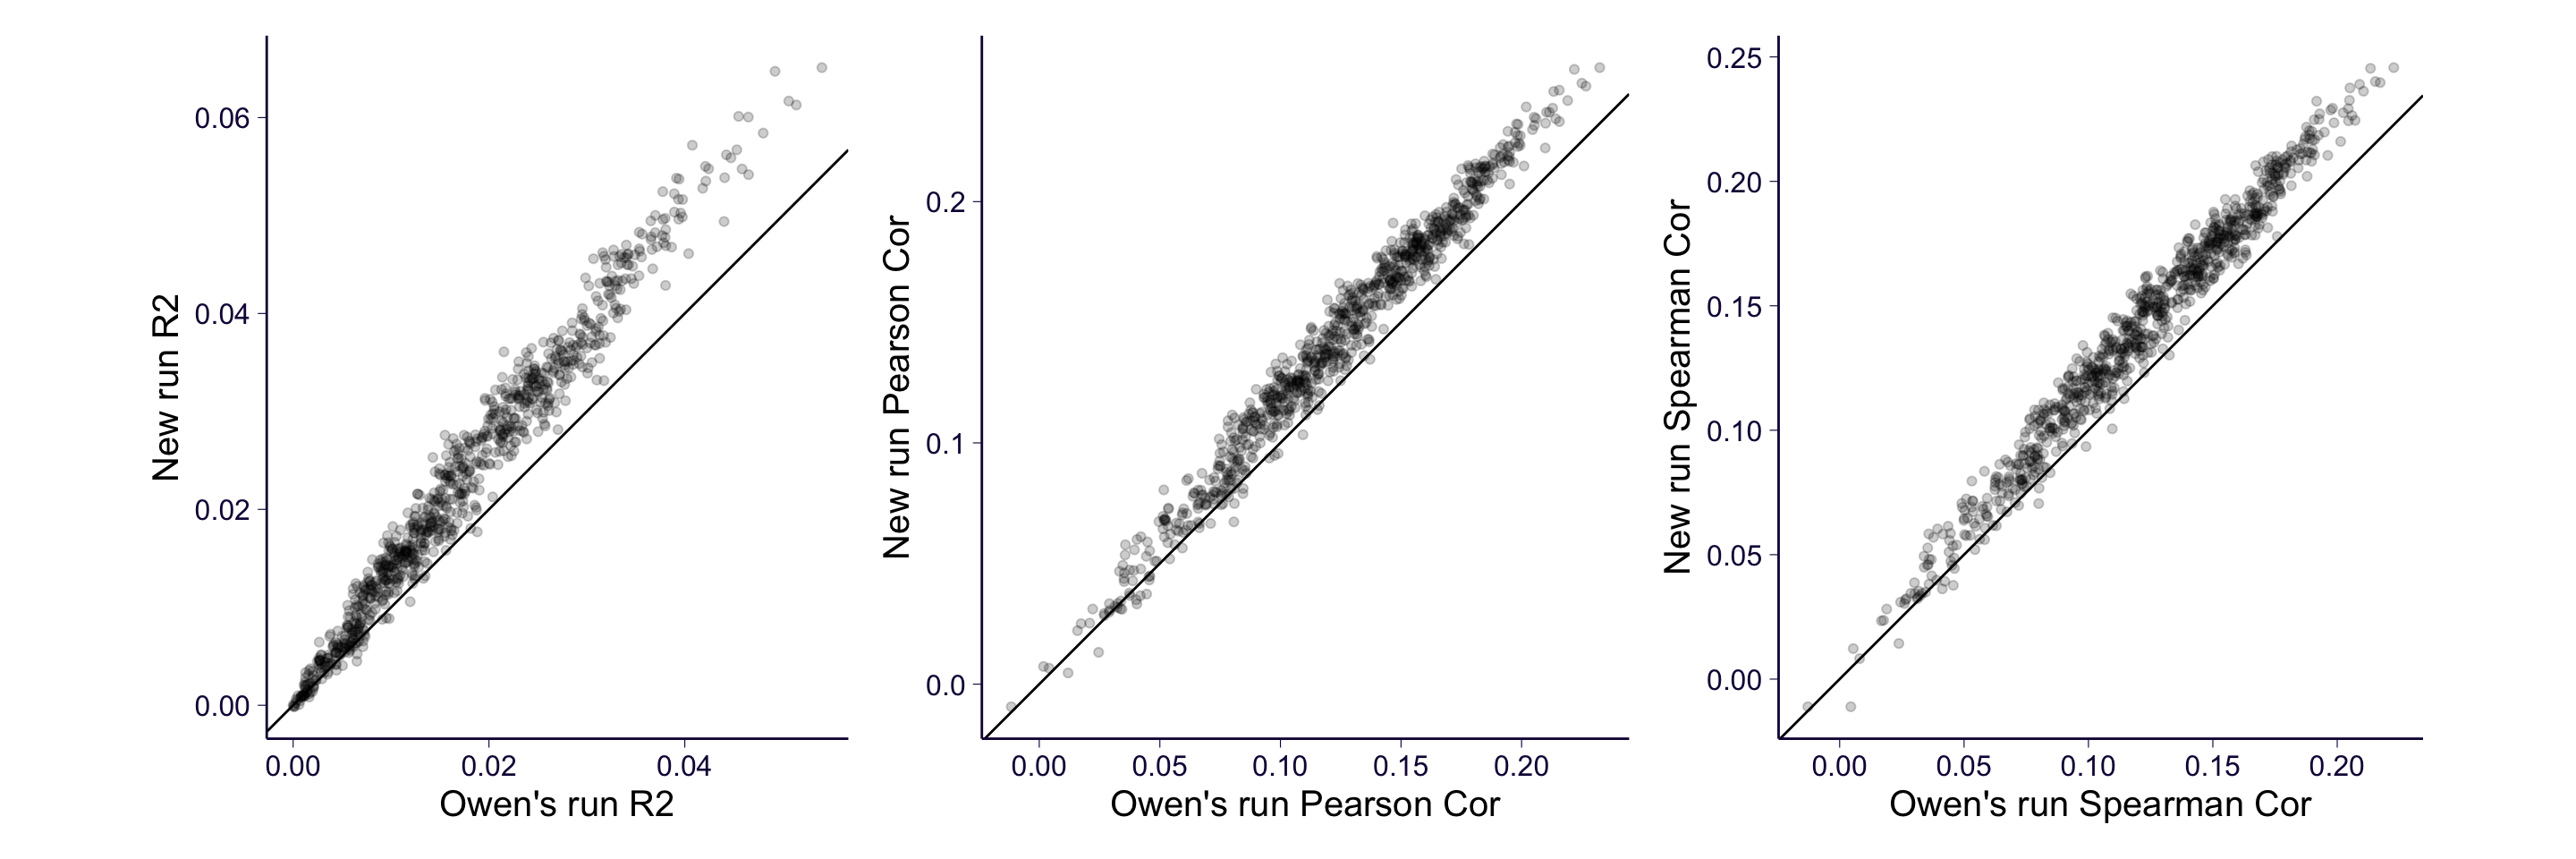 New run R2
0.06
0.04
0.02
0.00
0.00 0.02 0.04
Owen's run R2
New run Pearson Cor
0.2
0.1
0.0
0.00 0.05 0.10 0.15 0.20
Owen's run Pearson Cor
New run Spearman Cor
0.25
0.20
0.15
0.10
0.05
0.00
0.00 0.05 0.10 0.15 0.20
Owen's run Spearman Cor